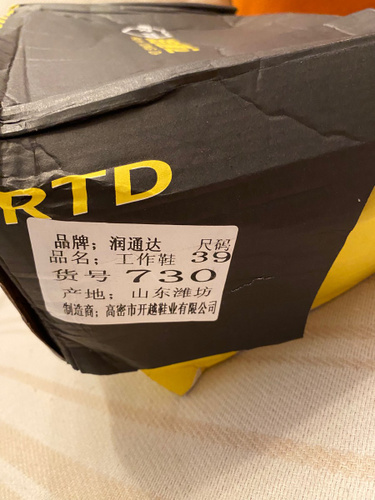 RTD
品牌：润通达 尺码
品名：工作鞋 39
货号 730
产地：山东潍坊
制造商：高密市开越鞋业有限公司